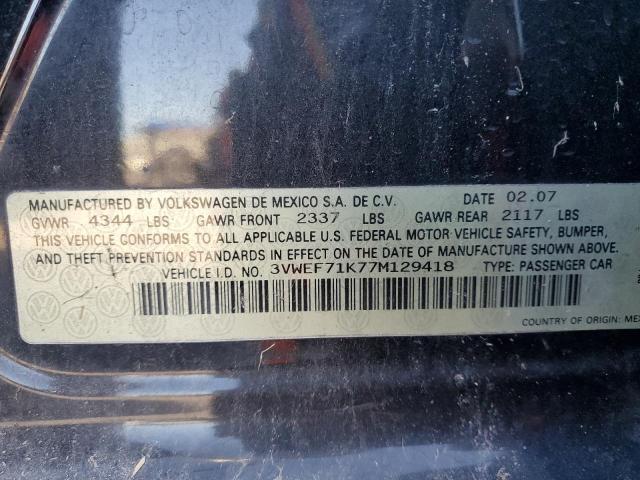 MANUFACTURED BY VOLKSWAGEN DE MEXICO S.A. DE C.V. DATE 02.07
GVWR 4344 LBS GAWR FRONT 2337 LBS GAWR REAR 2117 LBS
THIS VEHICLE CONFORMS TO ALL APPLICABLE U.S. FEDERAL MOTOR VEHICLE SAFETY, BUMPER,
AND THEFT PREVENTION STANDARDS IN EFFECT ON THE DATE OF MANUFACTURE SHOWN ABOVE.
VEHICLE I.D. NO. 3VWEF71K77M129418 TYPE: PASSENGER CAR
COUNTRY OF ORIGIN: MEX